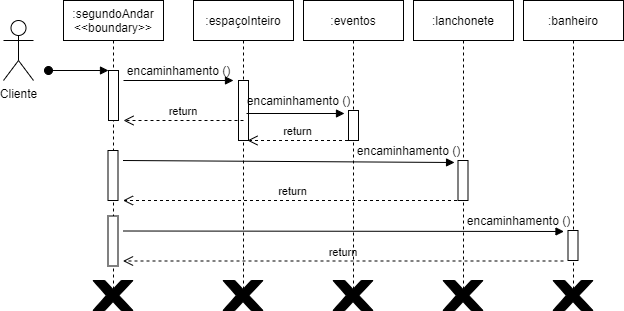 :segundoAndar
<<boundary>>
:espaçoInteiro
:eventos
:lanchonete
:banheiro
Cliente
encaminhamento ()
encaminhamento ()
return
return
encaminhamento ()
return
encaminhamento ()
return